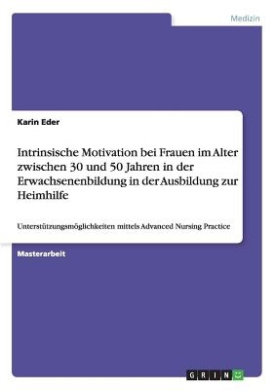 Medizin
Karin Eder
Intrinsische Motivation bei Frauen im Alter
zwischen 30 und 50 Jahren in der
Erwachsenenbildung in der Ausbildung zur
Heimhilfe
Unterstützungsmöglichkeiten mittels Advanced Nursing Practice
Masterarbeit
GRIN